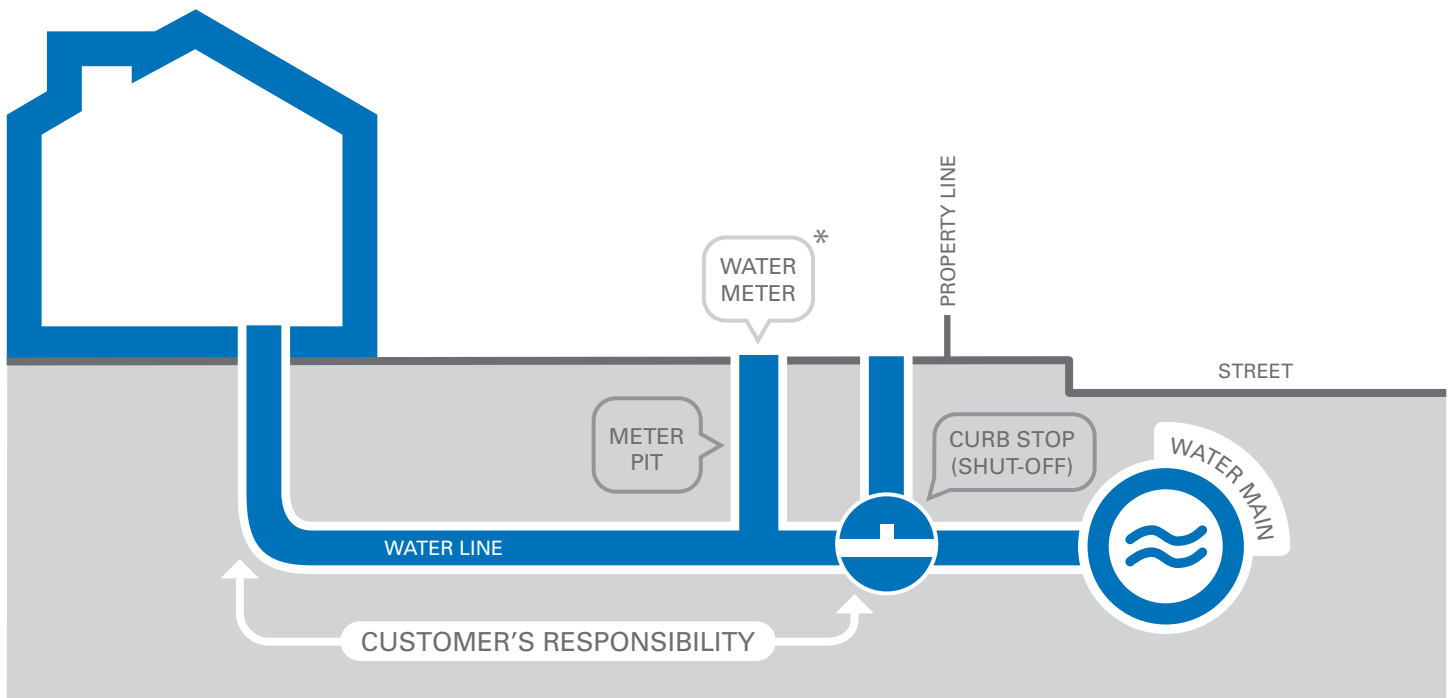 PROPERTY LINE
WATER
METER
*
STREET
METER
PIT
CURB STOP
(SHUT-OFF)
WATER MAIN
WATER LINE
CUSTOMER'S RESPONSIBILITY